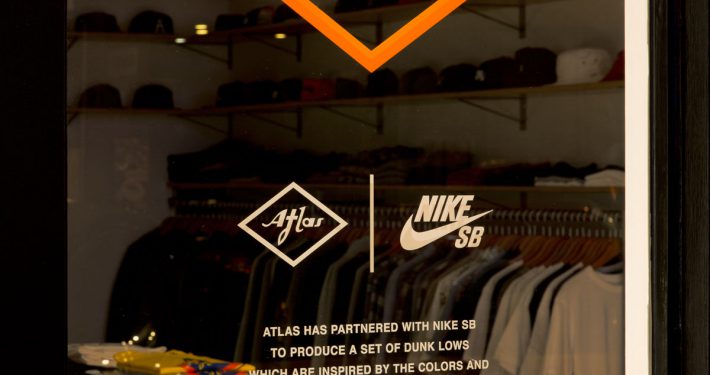 Atlas
NIKE
SB
ATLAS HAS PARTNERED WITH NIKE SB
TO PRODUCE A SET OF DUNK LOWS
WHICH ARE INSPIRED BY THE COLORS AND